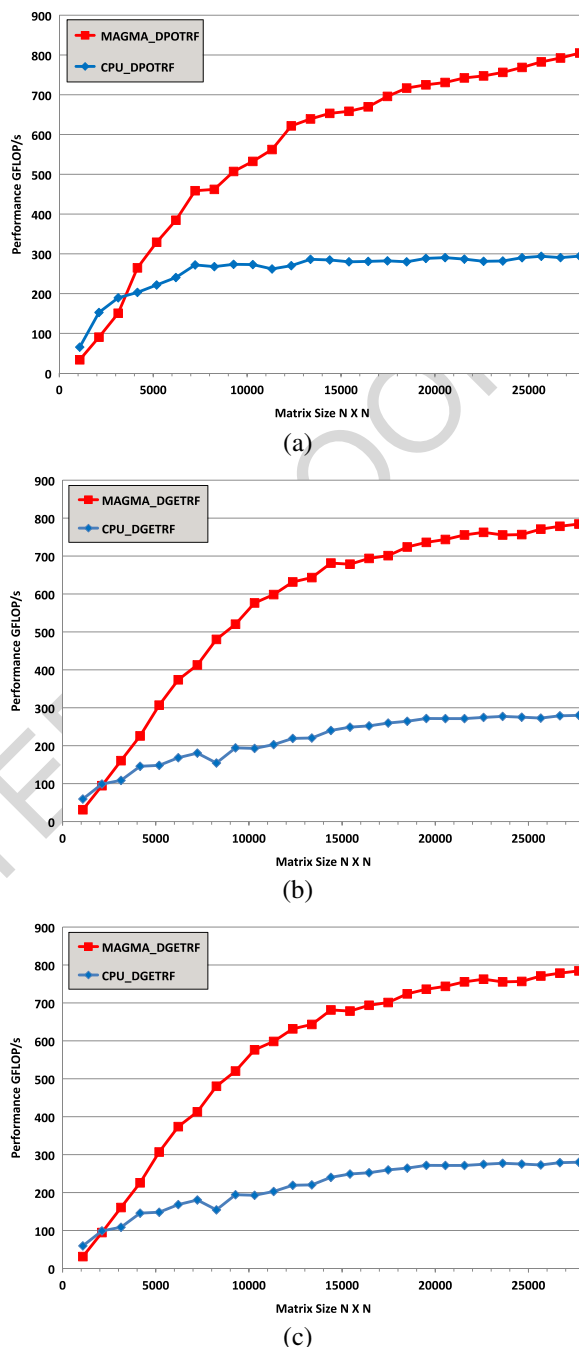 900
800
700
600
500
400
300
200
100
0
Performance GFLOP/s
MAGMA_DPOTRF
CPU_DPOTRF
0 5000 10000 15000 20000 25000
Matrix Size N X N
(a)
900
800
700
600
500
400
300
200
100
0
Performance GFLOP/s
MAGMA_DGETRF
CPU_DGETRF
0 5000 10000 15000 20000 25000
Matrix Size N X N
(b)
900
800
700
600
500
400
300
200
100
0
Performance GFLOP/s
MAGMA_DGETRF
CPU_DGETRF
0 5000 10000 15000 20000 25000
Matrix Size N X N
(c)